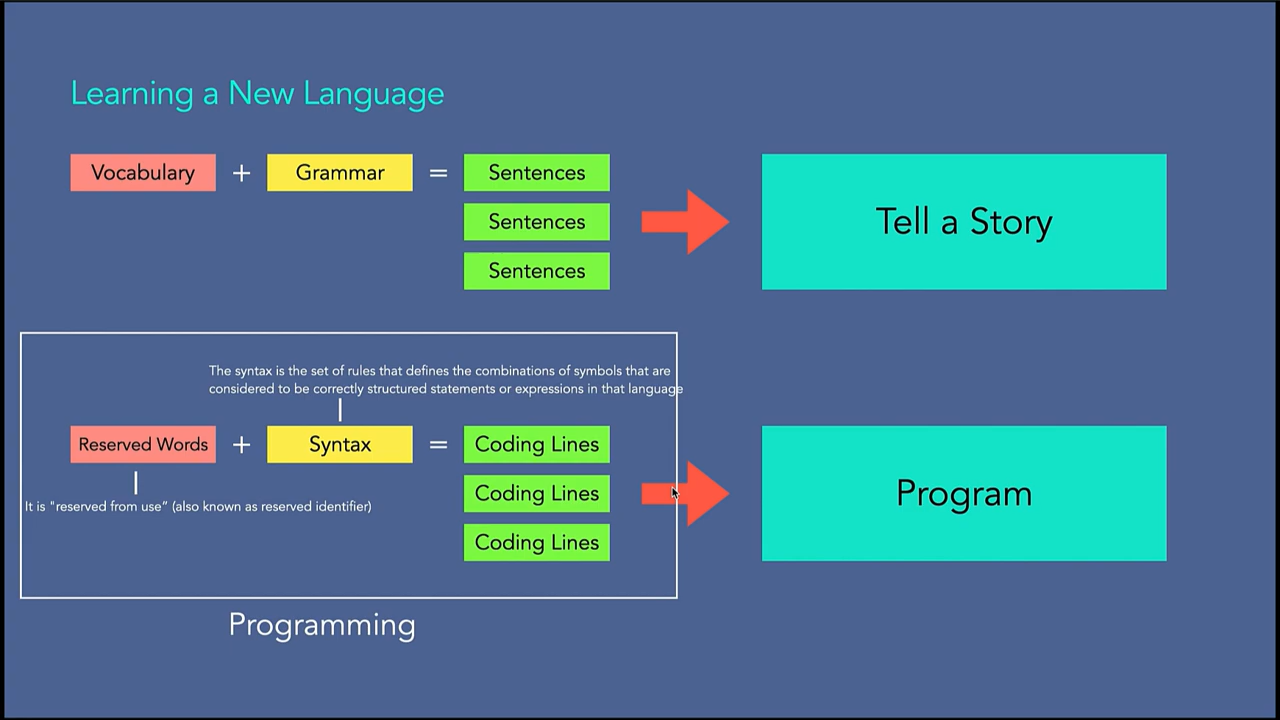 Learning a New Language
Vocabulary + Grammar = Sentences
Sentences
Sentences
Tell a Story
The syntax is the set of rules that defines the combinations of symbols that are
considered to be correctly structured statements or expressions in that language
Reserved Words + Syntax = Coding Lines
It is "reserved from use” (also known as reserved identifier)
Coding Lines
Coding Lines
Program
Programming